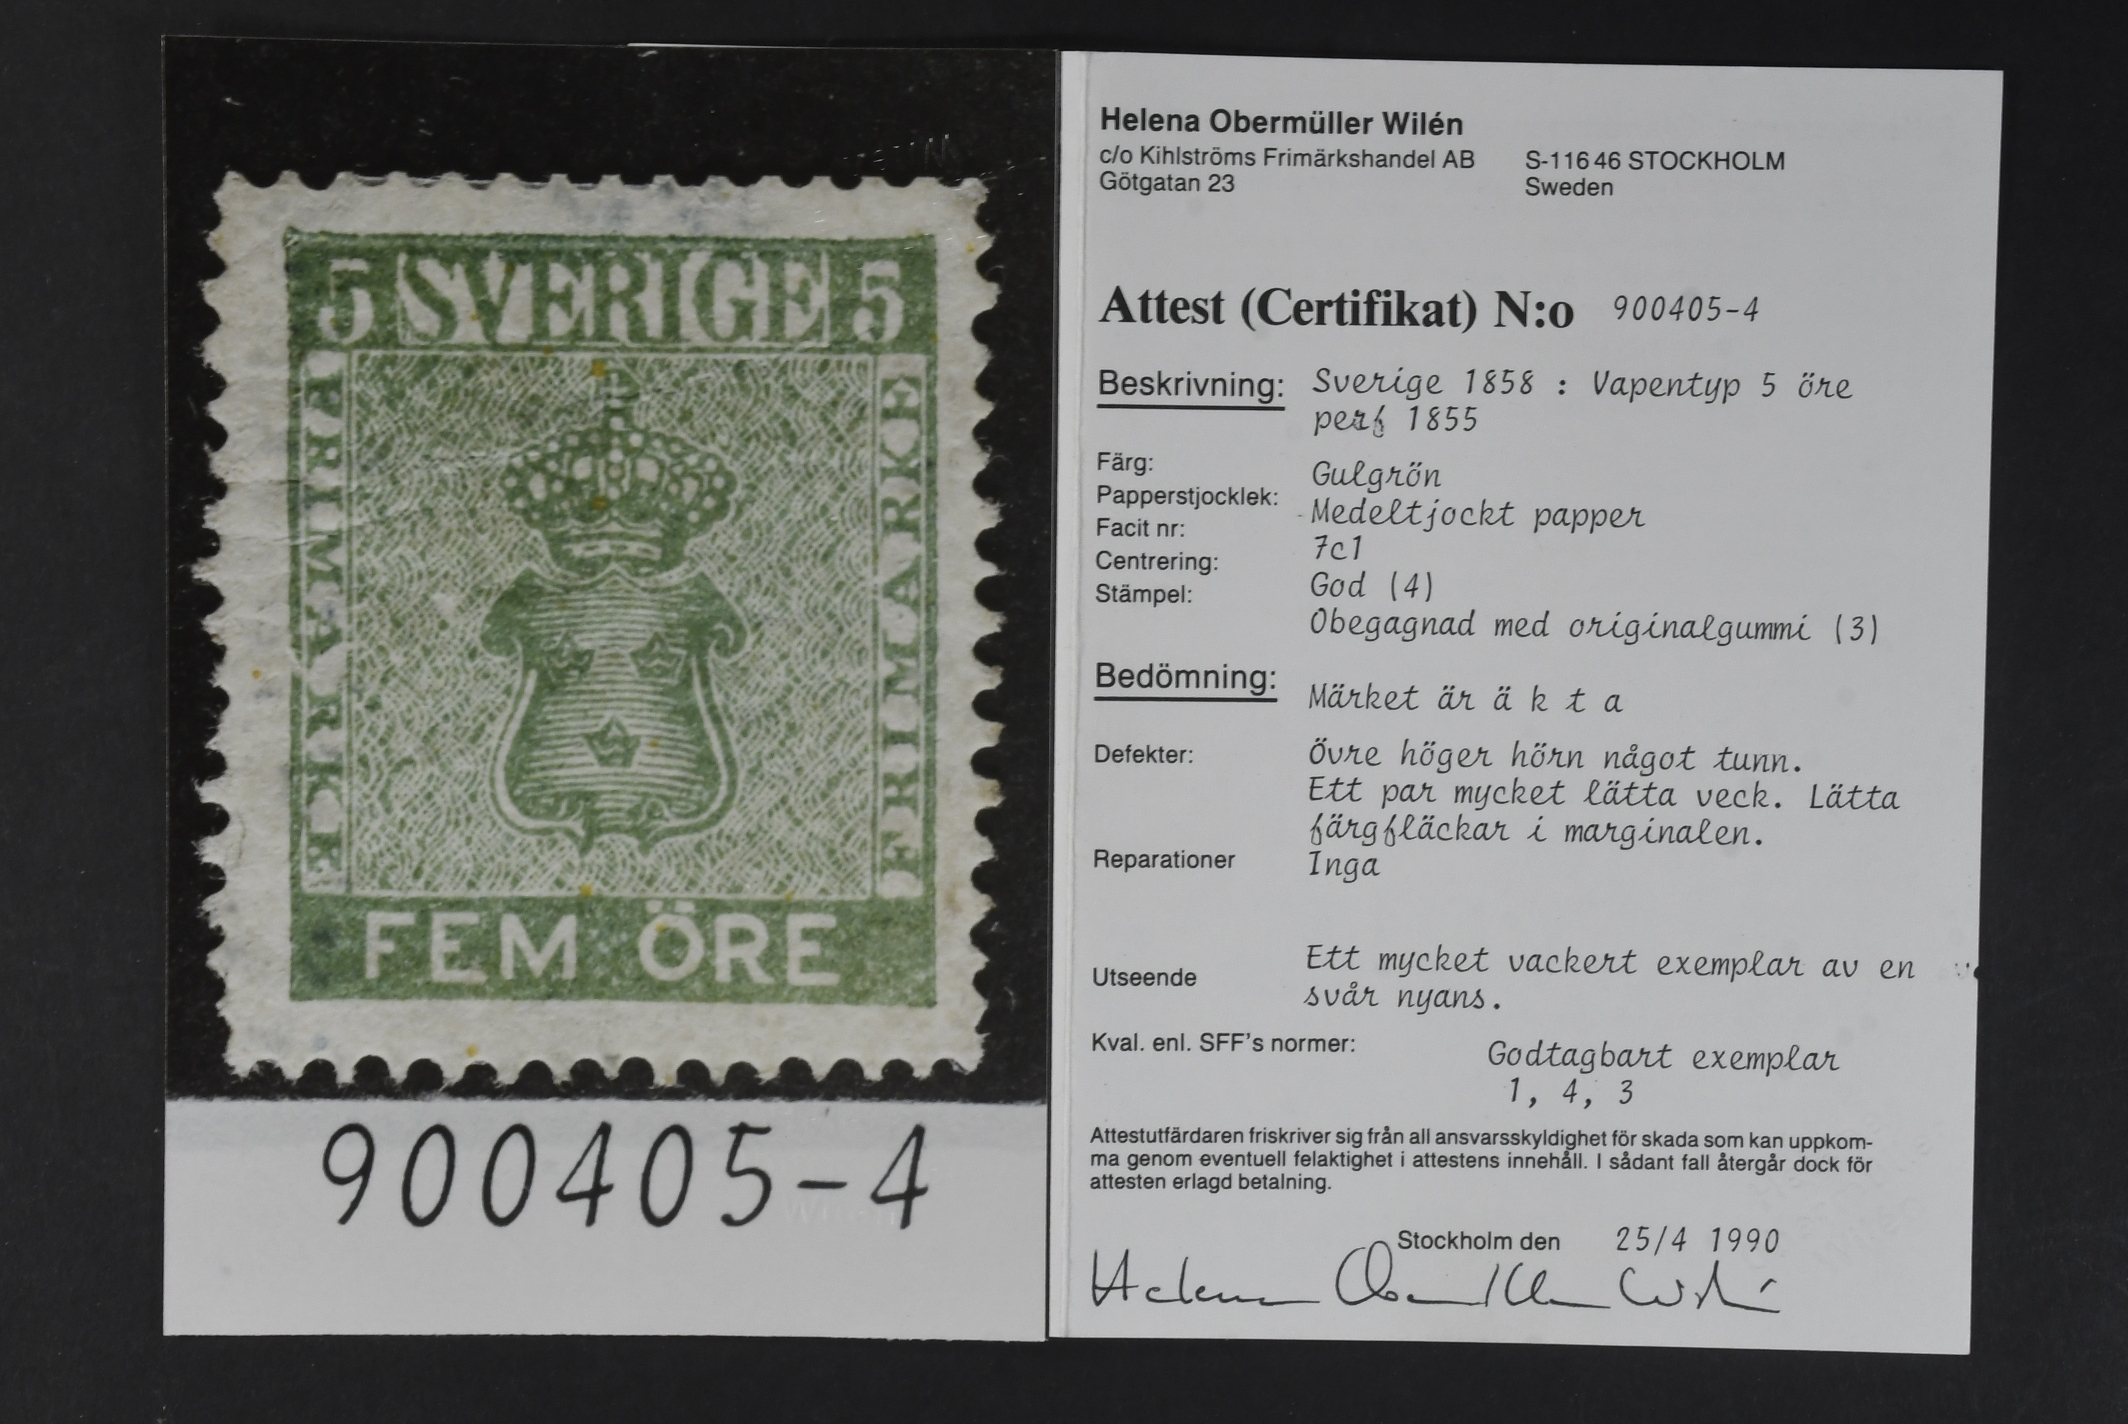 5 SVERIGE 5
FRIMARKE
FRIMARKE
FEM ÖRE
900405-4
Helena Obermüller Wilén
c/o Kihlströms Frimärkshandel AB S-116 46 STOCKHOLM
Götgatan 23 Sweden
Attest (Certifikat) N:o 900405-4
Beskrivning: Sverige 1858 : Vapentyp 5 öre
perf 1855
Färg: Gulgrön
Papperstjocklek: Medeltjockt papper
Facit nr: 7c1
Centrering: God (4)
Stämpel: Obegagnad med originalgummi (3)
Bedömning: Märket är ä k t a
Defekter: Övre höger hörn något tunn.
Ett par mycket lätta veck. Lätta
färgfläckar i marginalen.
Reparationer Inga
Utseende Ett mycket vackert exemplar av en
svår nyans.
Kval. enl. SFF's normer: Godtagbart exemplar
1, 4, 3
Attestutfärdaren friskriver sig från all ansvarsskyldighet för skada som kan uppkom-
ma genom eventuell felaktighet i attestens innehåll. I sådant fall återgår dock för
attesten erlagd betalning.
Stockholm den 25/4 1990
Helena Obermüller Wilén